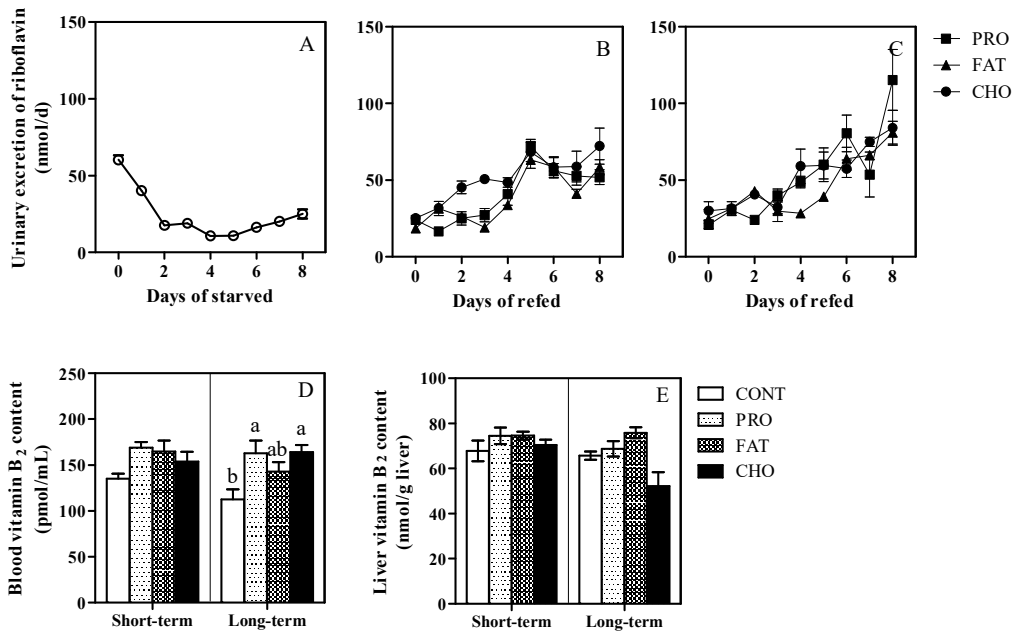 Urinary excretion of riboflavin
(nmol/d)
150
100
50
0
A
0 2 4 6 8
Days of starved
150
100
50
0
B
0 2 4 6 8
Days of refed
150
100
50
0
C
0 2 4 6 8
Days of refed
PRO
FAT
CHO
Blood vitamin B2 content
(pmol/mL)
250
200
150
100
50
0
D
b
a
ab
a
Short-term Long-term
Liver vitamin B2 content
(nmol/g liver)
100
80
60
40
20
0
E
Short-term Long-term
CONT
PRO
FAT
CHO